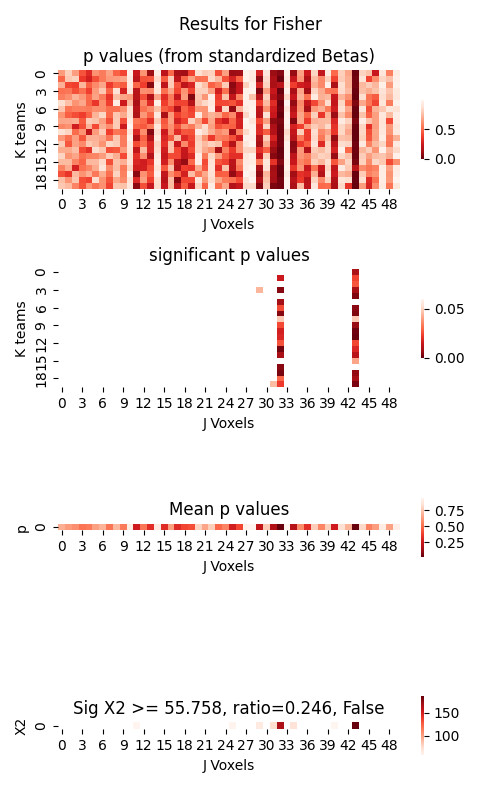 Results for Fisher
p values (from standardized Betas)
K teams
0
3
6
9
12
15
18
0 3 6 9 12 15 18 21 24 27 30 33 36 39 42 45 48
J Voxels
0.5
0.0
significant p values
K teams
0
3
6
9
12
15
18
0 3 6 9 12 15 18 21 24 27 30 33 36 39 42 45 48
J Voxels
0.05
0.00
Mean p values
p
0
0 3 6 9 12 15 18 21 24 27 30 33 36 39 42 45 48
J Voxels
0.75
0.50
0.25
Sig X2 >= 55.758, ratio=0.246, False
X2
0
0 3 6 9 12 15 18 21 24 27 30 33 36 39 42 45 48
J Voxels
150
100